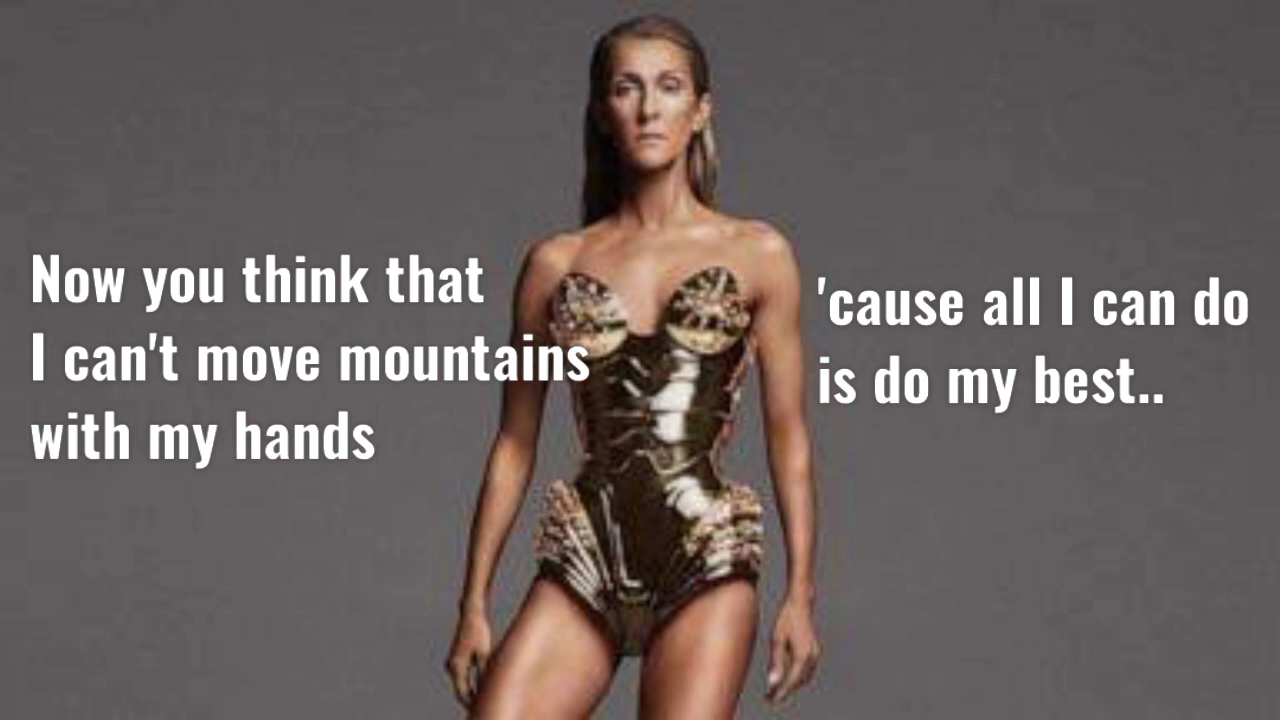 Now you think that
I can't move mountains
with my hands
'cause all I can do
is do my best..